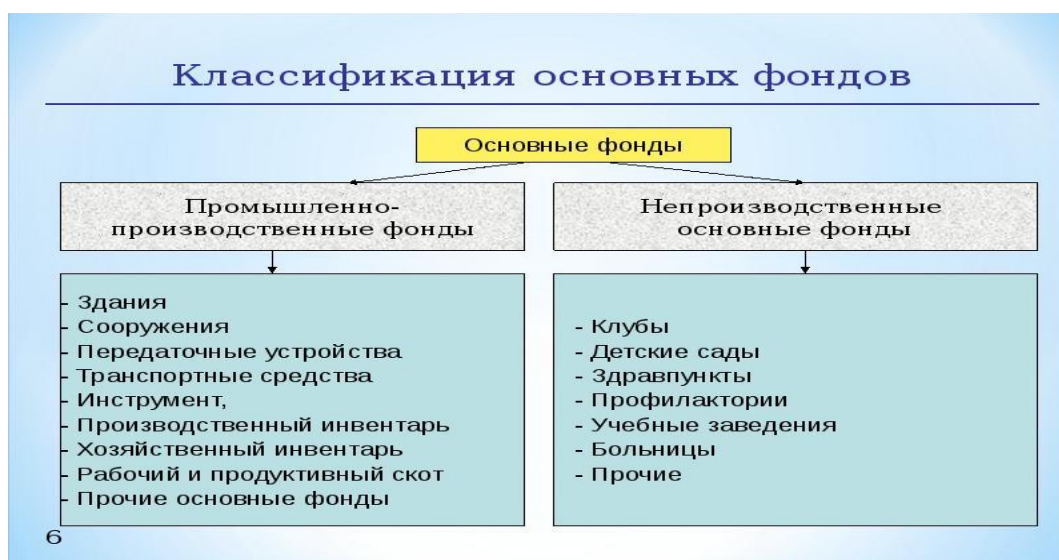 Классификация основных фондов
Основные фонды
Промышленно-
производственные фонды
Непроизводственные
основные фонды
- Здания
- Сооружения
- Передаточные устройства
- Транспортные средства
- Инструмент,
- Производственный инвентарь
- Хозяйственный инвентарь
- Рабочий и продуктивный скот
- Прочие основные фонды
- Клубы
- Детские сады
- Здравпункты
- Профилактории
- Учебные заведения
- Больницы
- Прочие
6